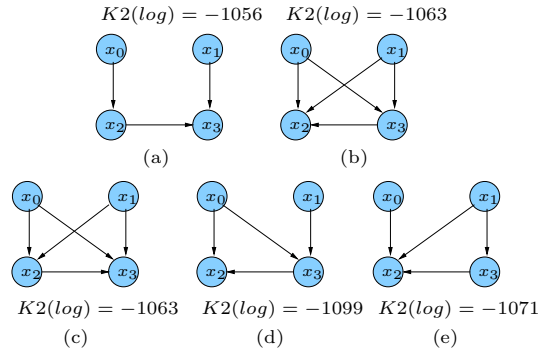 K2(log) = −1056 K2(log) = −1063
x₀ x₁ x₀ x₁
x₂ x₃ x₂ x₃
(a) (b)
x₀ x₁ x₀ x₁ x₀ x₁
x₂ x₃ x₂ x₃ x₂ x₃
K2(log) = −1063 K2(log) = −1099 K2(log) = −1071
(c) (d) (e)